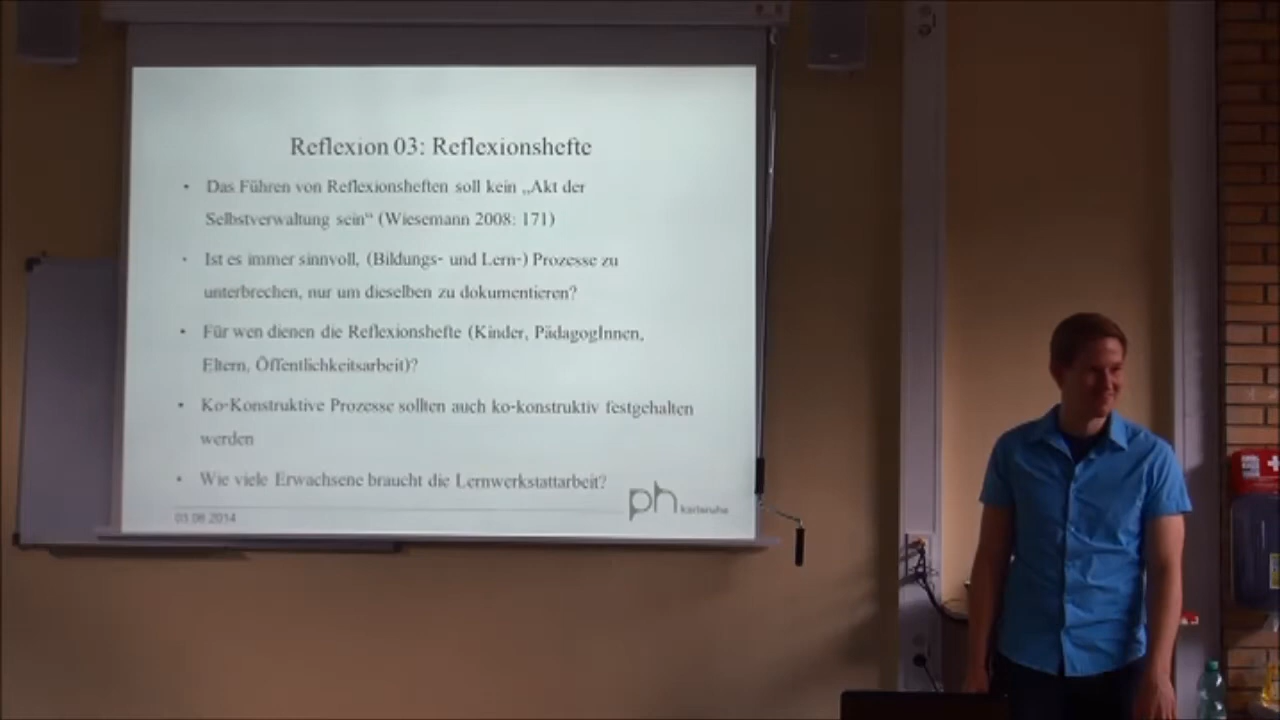 Reflexion 03: Reflexionshefte
• Das Führen von Reflexionsheften soll kein „Akt der
Selbstverwaltung sein“ (Wiesemann 2008: 171)
• Ist es immer sinnvoll, (Bildungs- und Lern-) Prozesse zu
unterbrechen, nur um dieselben zu dokumentieren?
• Für wen dienen die Reflexionshefte (Kinder, PädagogInnen,
Eltern, Öffentlichkeitsarbeit)?
• Ko-Konstruktive Prozesse sollten auch ko-konstruktiv festgehalten
werden
• Wie viele Erwachsene braucht die Lernwerkstattarbeit?
ph karlsruhe
03.08.2014